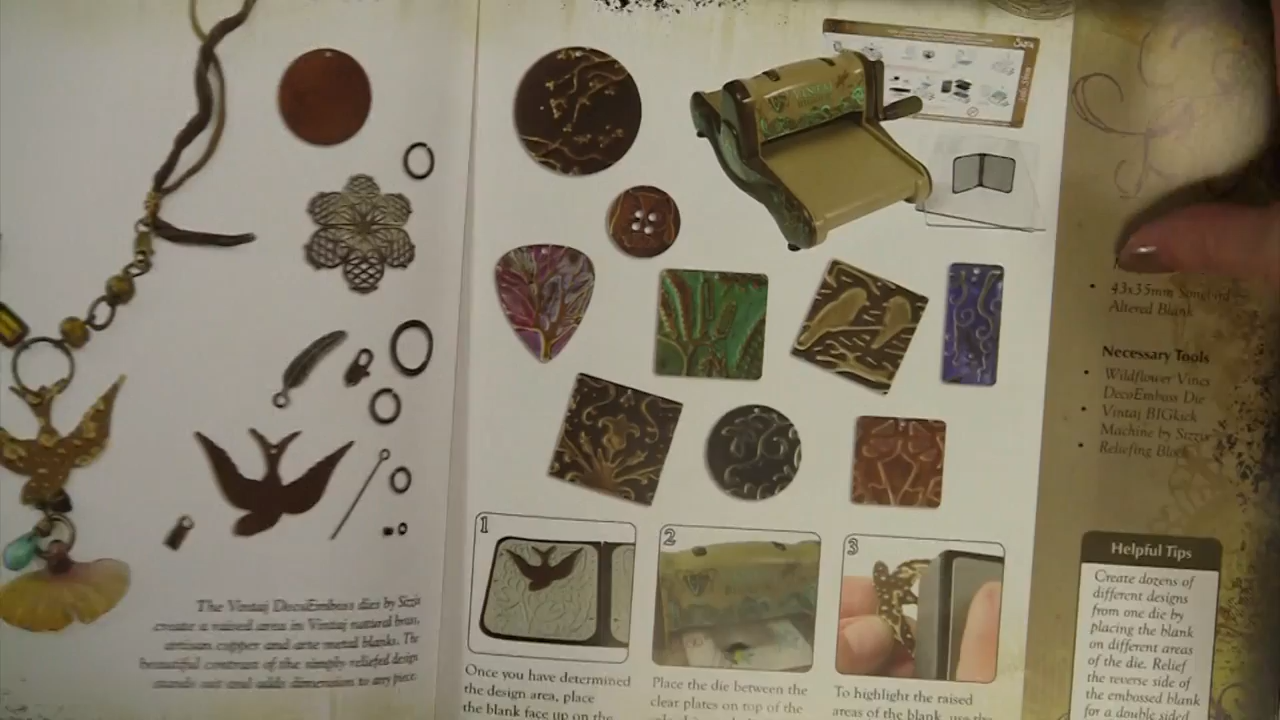 The Vintaj DecoEmboss dies by Sizzix
create a raised area in Vintaj natural brass,
artisan copper and arte metal blanks. The
beautiful contrast of the simply reliefed design
stands out and adds dimension to any piece.
VINTAJ
1
2
3
Once you have determined
the design area, place
the blank face up on the
Place the die between the
clear plates on top of the
To highlight the raised
areas of the blank, use the
43x35mm Songbird
Altered Blank
Necessary Tools
Wildflower Vines
DecoEmboss Die
Vintaj BIGkick
Machine by Sizzix
Reliefing Block
Helpful Tips
Create dozens of
different designs
from one die by
placing the blank
on different areas
of the die. Relief
the reverse side of
the embossed blank
for a double sided